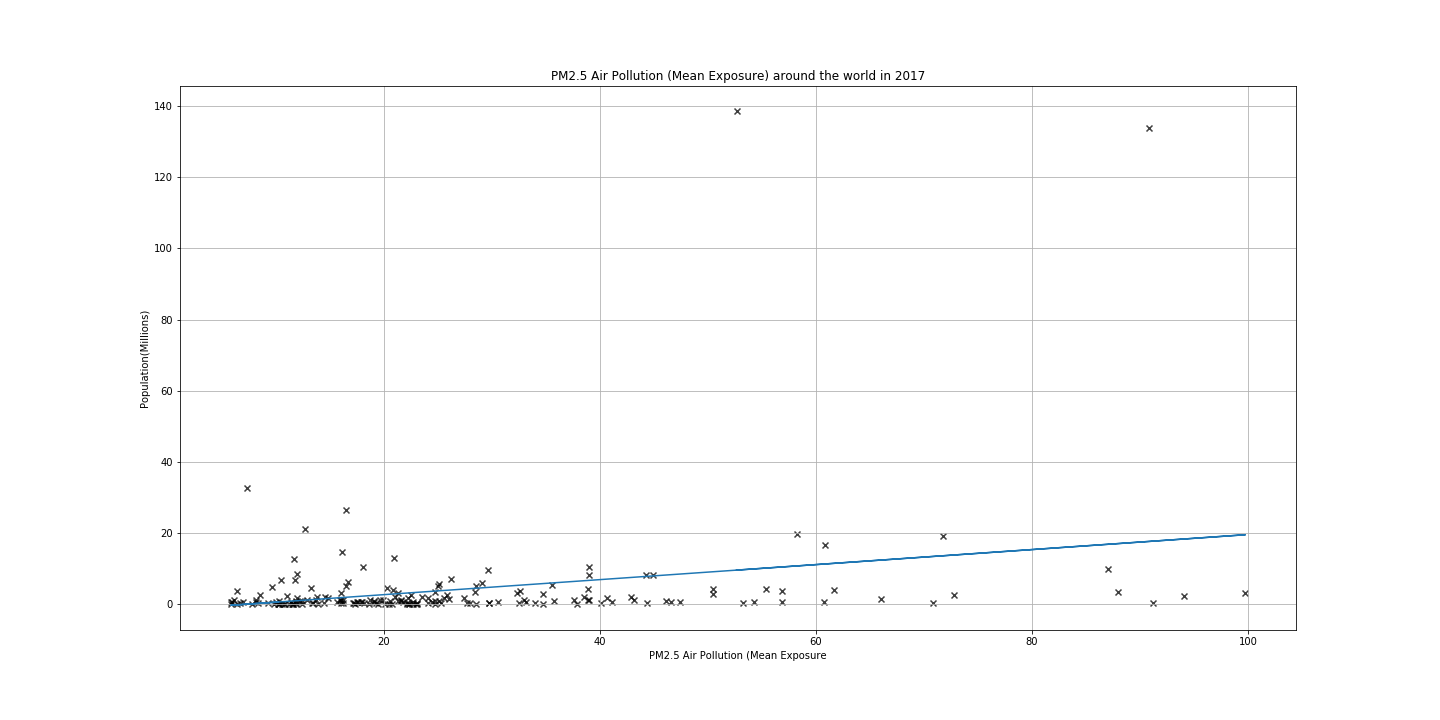 PM2.5 Air Pollution (Mean Exposure) around the world in 2017
140
120
100
80
60
40
20
0
Population(Millions)
20 40 60 80 100
PM2.5 Air Pollution (Mean Exposure